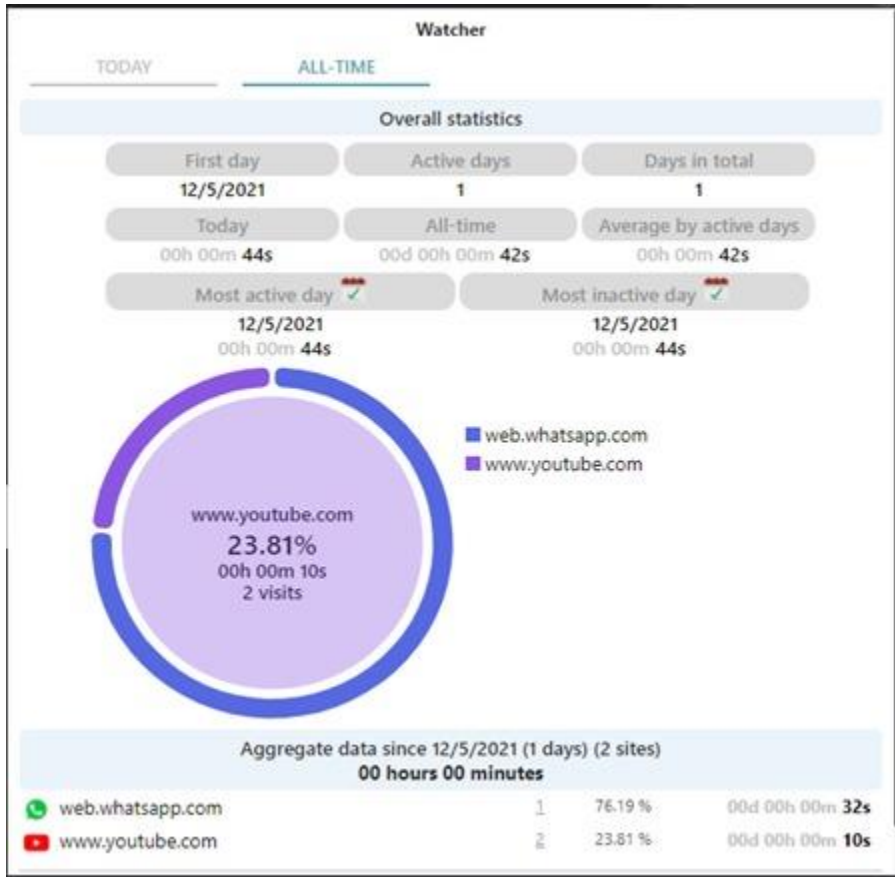 Watcher
TODAY ALL-TIME
Overall statistics
First day Active days Days in total
12/5/2021 1 1
Today All-time Average by active days
00h 00m 44s 00d 00h 00m 42s 00h 00m 42s
Most active day Most inactive day
12/5/2021 12/5/2021
00h 00m 44s 00h 00m 44s
web.whatsapp.com
www.youtube.com
www.youtube.com
23.81%
00h 00m 10s
2 visits
Aggregate data since 12/5/2021 (1 days) (2 sites)
00 hours 00 minutes
web.whatsapp.com 1 76.19 % 00d 00h 00m 32s
www.youtube.com 2 23.81 % 00d 00h 00m 10s